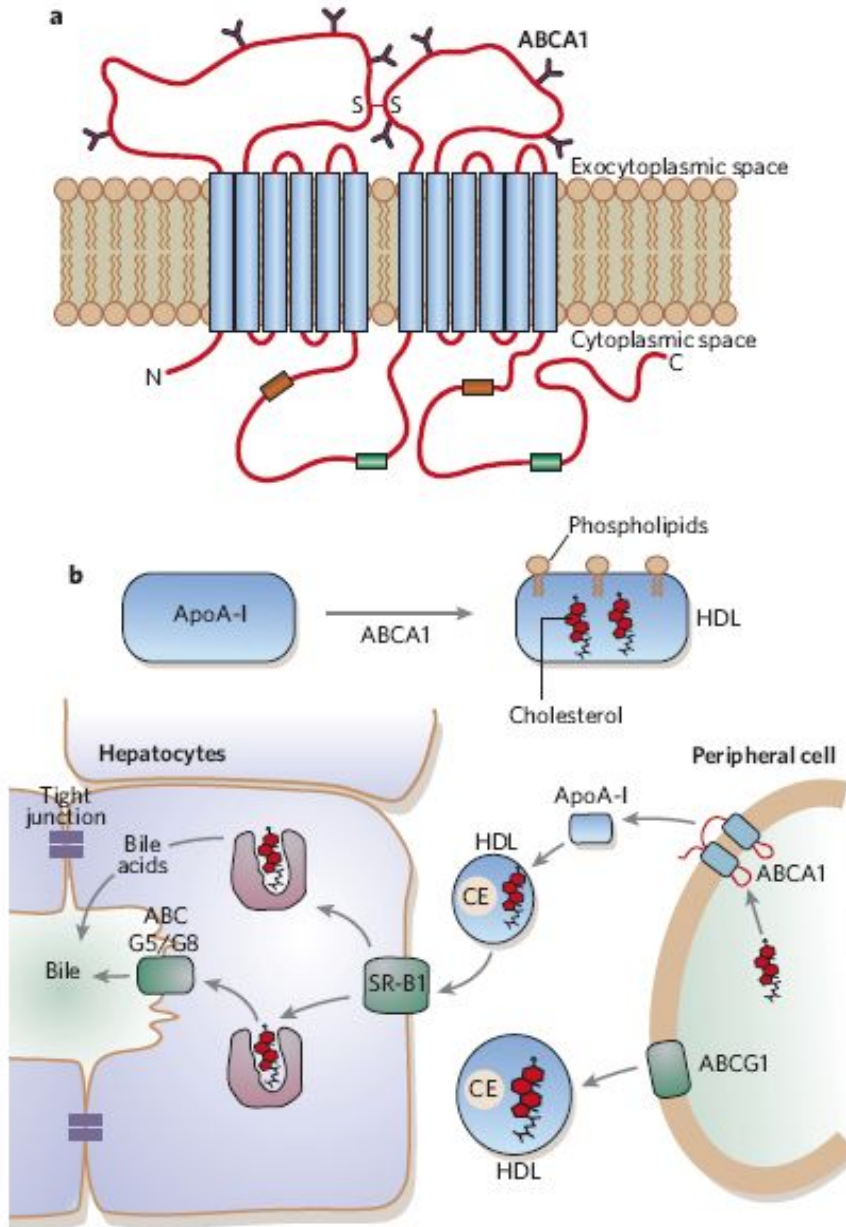 a
ABCA1
S S
Exocytoplasmic space
Cytoplasmic space
N
C
b
Phospholipids
ApoA-I
ABCA1
HDL
Cholesterol
Hepatocytes
Peripheral cell
Tight
junction
ApoA-I
HDL
Bile
acids
CE
ABCA1
ABC
G5/G8
Bile
SR-B1
ABCG1
CE
HDL